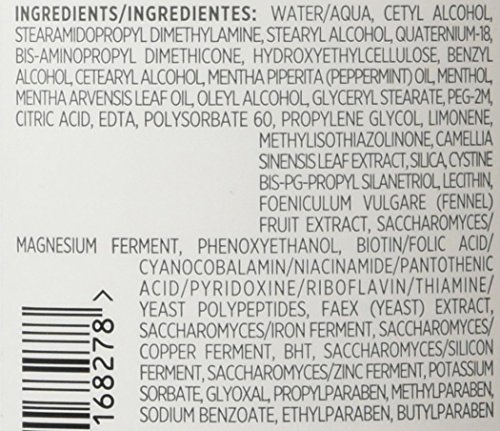 INGREDIENTS/INGREDIENTES: WATER/AQUA, CETYL ALCOHOL,
STEARAMIDOPROPYL DIMETHYLAMINE, STEARYL ALCOHOL, QUATERNIUM-18,
BIS-AMINOPROPYL DIMETHICONE, HYDROXYETHYLCELLULOSE, BENZYL
ALCOHOL, CETEARYL ALCOHOL, MENTHA PIPERITA (PEPPERMINT) OIL, MENTHOL,
MENTHA ARVENSIS LEAF OIL, OLEYL ALCOHOL, GLYCERYL STEARATE, PEG-2M,
CITRIC ACID, EDTA, POLYSORBATE 60, PROPYLENE GLYCOL, LIMONENE,
METHYLISOTHIAZOLINONE, CAMELLIA
SINENSIS LEAF EXTRACT, SILICA, CYSTINE
BIS-PG-PROPYL SILANETRIOL, LECITHIN,
FOENICULUM VULGARE (FENNEL)
FRUIT EXTRACT, SACCHAROMYCES/
MAGNESIUM FERMENT, PHENOXYETHANOL, BIOTIN/FOLIC ACID/
CYANOCOBALAMIN/NIACINAMIDE/PANTOTHENIC
ACID/PYRIDOXINE/RIBOFLAVIN/THIAMINE/
YEAST POLYPEPTIDES, FAEX (YEAST) EXTRACT,
SACCHAROMYCES/IRON FERMENT, SACCHAROMYCES/
COPPER FERMENT, BHT, SACCHAROMYCES/SILICON
FERMENT, SACCHAROMYCES/ZINC FERMENT, POTASSIUM
SORBATE, GLYOXAL, PROPYLPARABEN, METHYLPARABEN,
SODIUM BENZOATE, ETHYLPARABEN, BUTYLPARABEN
168278>